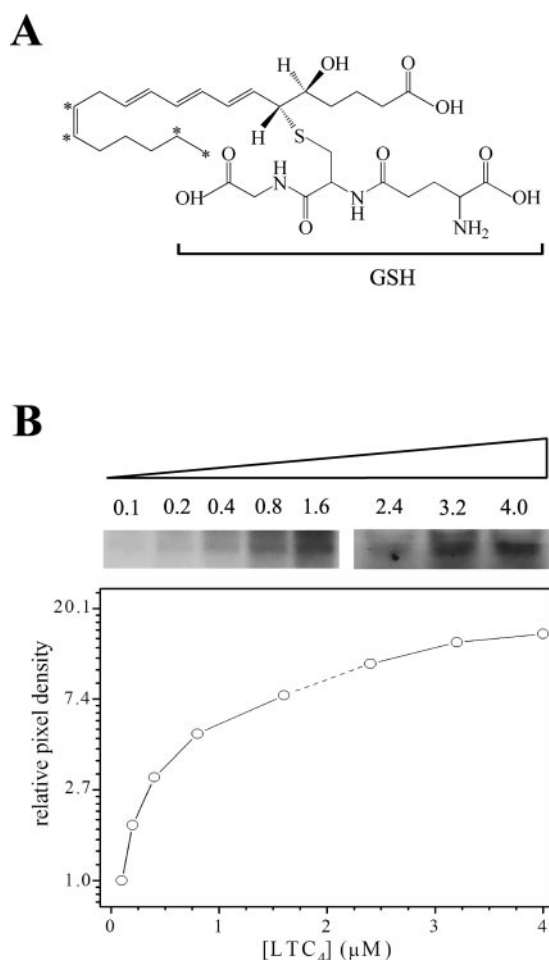 A
H
OH
O
OH
H
S
*
*
*
*
O
OH
N
H
O
N
H
O
O
OH
NH₂
GSH
B
0.1 0.2 0.4 0.8 1.6 2.4 3.2 4.0
20.1
7.4
2.7
1.0
relative pixel density
0 1 2 3 4
[LTC₄] (µM)